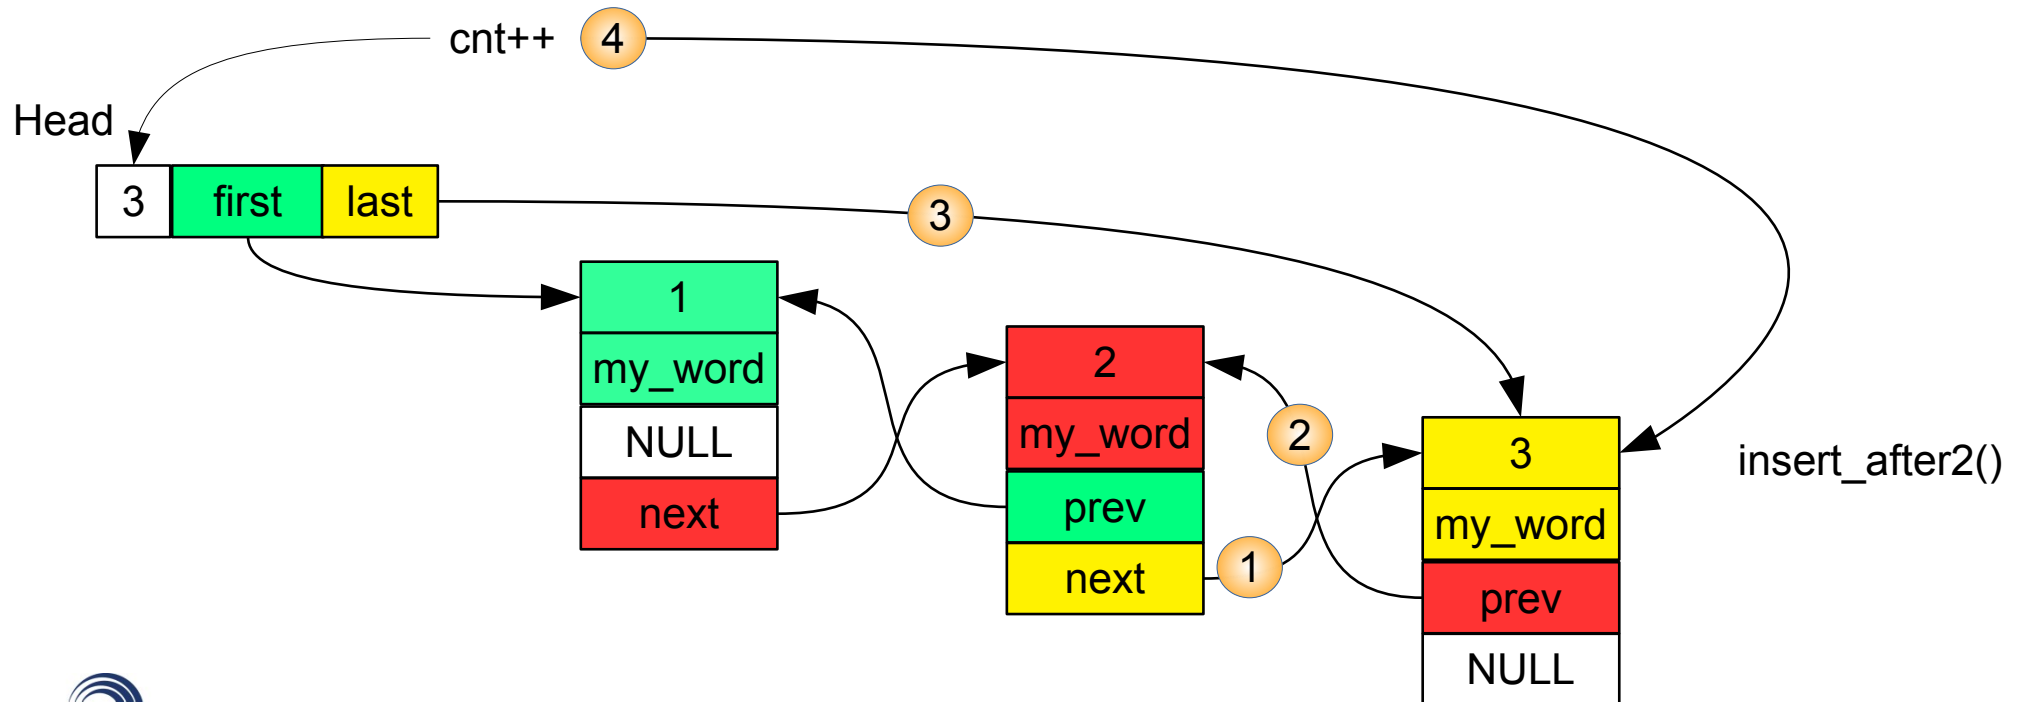 cnt++ 4
Head
3 first last
3
1
my_word
NULL
next
2
my_word
prev
next
2
1
3
my_word
prev
NULL
insert_after2()